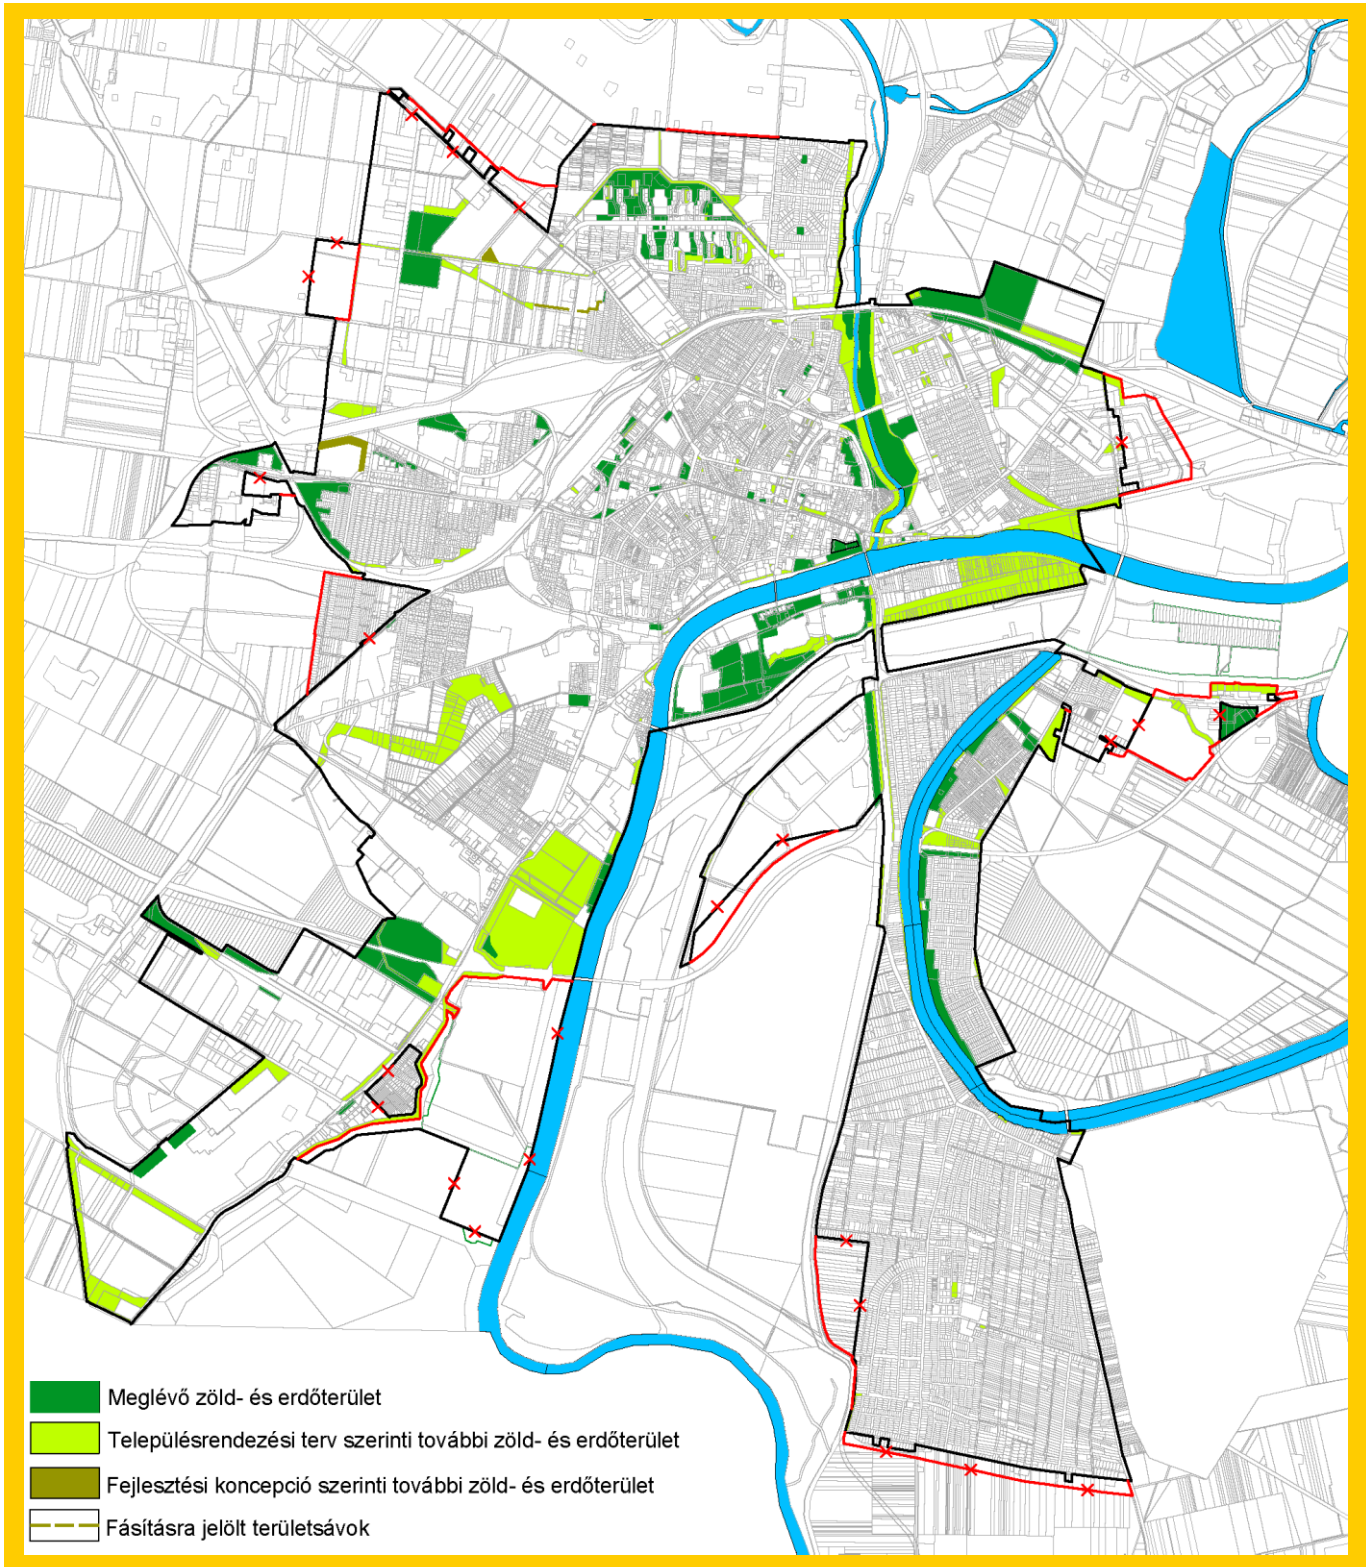 Meglévő zöld- és erdőterület
Településrendezési terv szerinti további zöld- és erdőterület
Fejlesztési koncepció szerinti további zöld- és erdőterület
Fásításra jelölt területsávok